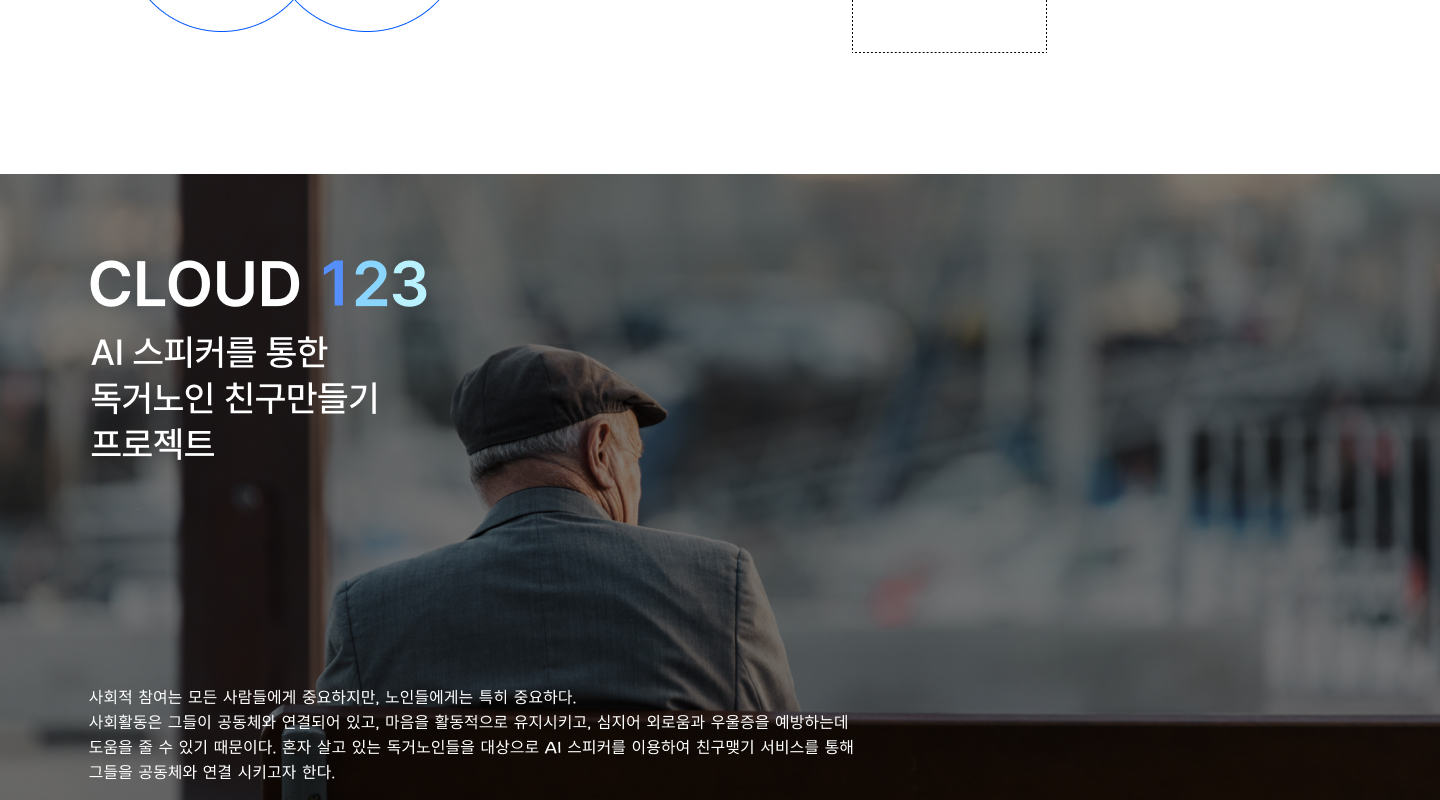 CLOUD 123
AI 스피커를 통한
독거노인 친구만들기
프로젝트
사회적 참여는 모든 사람들에게 중요하지만, 노인들에게는 특히 중요하다.
사회활동은 그들이 공동체와 연결되어 있고, 마음을 활동적으로 유지시키고, 심지어 외로움과 우울증을 예방하는데
도움을 줄 수 있기 때문이다. 혼자 살고 있는 독거노인들을 대상으로 AI 스피커를 이용하여 친구맺기 서비스를 통해
그들을 공동체와 연결 시키고자 한다.